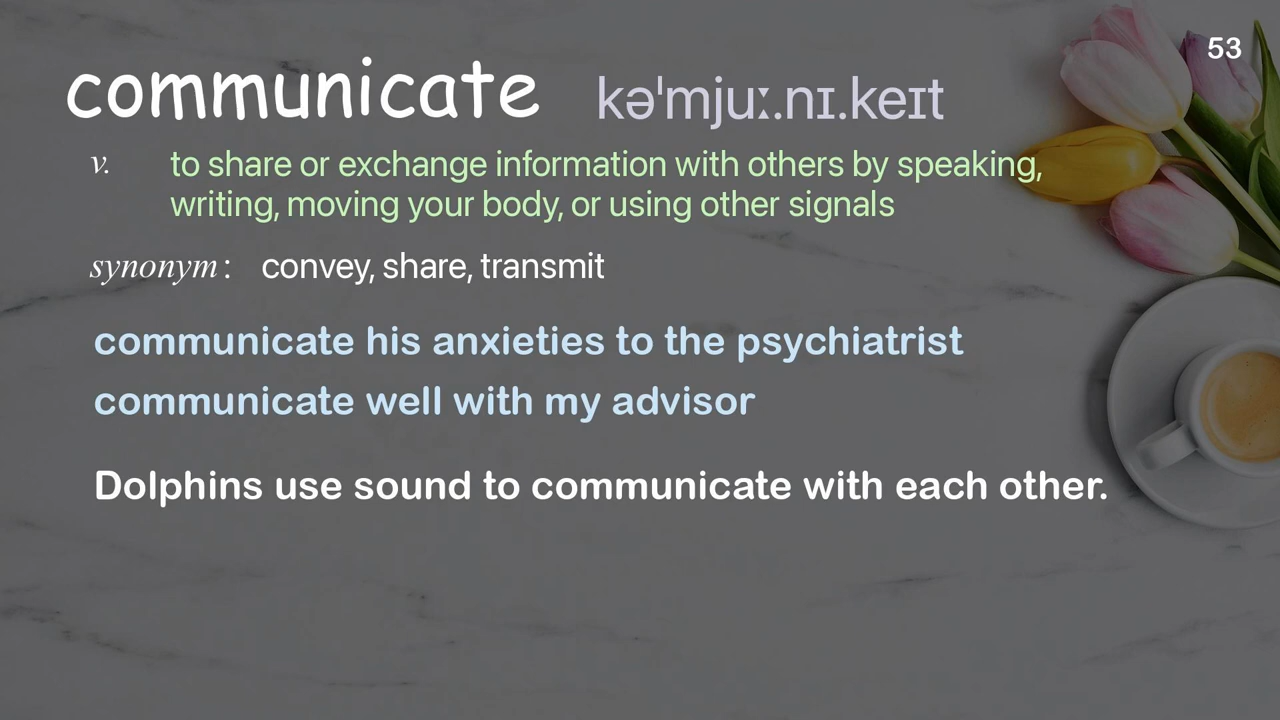 53
communicate kəˈmjuː.nɪ.keɪt
v. to share or exchange information with others by speaking,
writing, moving your body, or using other signals
synonym: convey, share, transmit
communicate his anxieties to the psychiatrist
communicate well with my advisor
Dolphins use sound to communicate with each other.